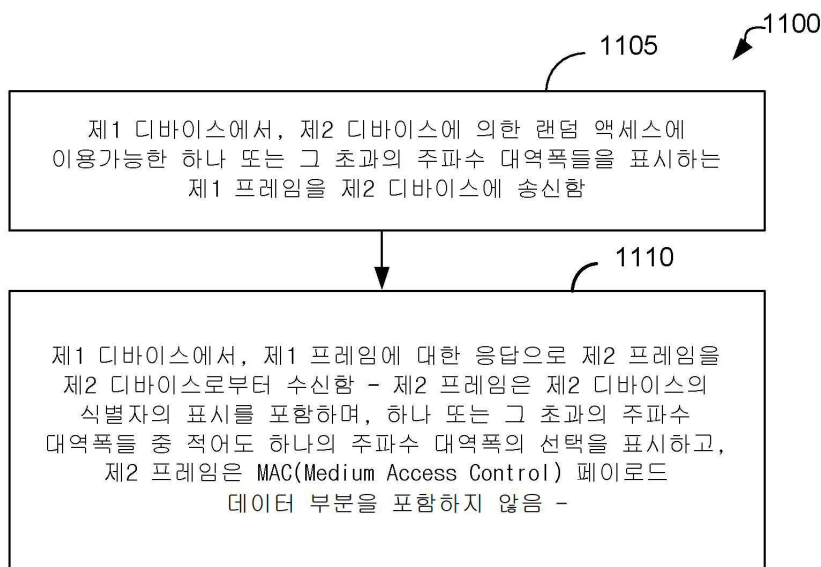 1100
1105
제1 디바이스에서, 제2 디바이스에 의한 랜덤 액세스에
이용가능한 하나 또는 그 초과의 주파수 대역폭들을 표시하는
제1 프레임을 제2 디바이스에 송신함
1110
제1 디바이스에서, 제1 프레임에 대한 응답으로 제2 프레임을
제2 디바이스로부터 수신함 - 제2 프레임은 제2 디바이스의
식별자의 표시를 포함하며, 하나 또는 그 초과의 주파수
대역폭들 중 적어도 하나의 주파수 대역폭의 선택을 표시하고,
제2 프레임은 MAC(Medium Access Control) 페이로드
데이터 부분을 포함하지 않음 -